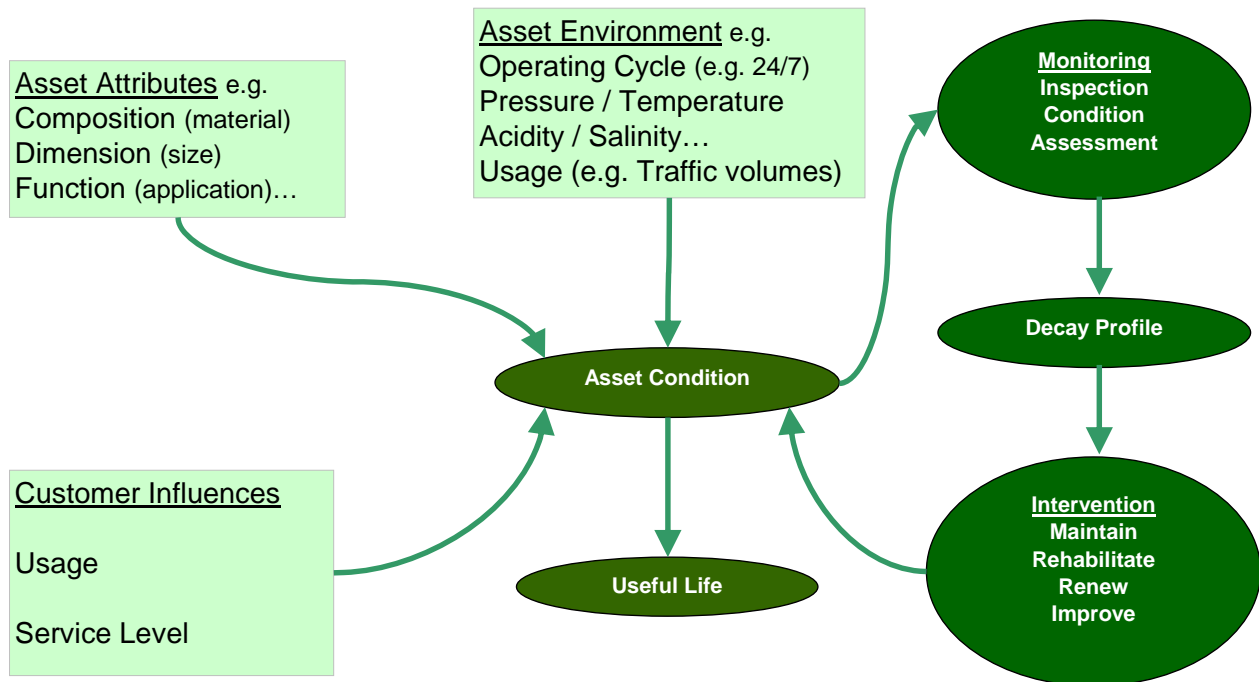 Asset Attributes e.g.
Composition (material)
Dimension (size)
Function (application)…
Asset Environment e.g.
Operating Cycle (e.g. 24/7)
Pressure / Temperature
Acidity / Salinity…
Usage (e.g. Traffic volumes)
Monitoring
Inspection
Condition
Assessment
Decay Profile
Asset Condition
Customer Influences
Usage
Service Level
Useful Life
Intervention
Maintain
Rehabilitate
Renew
Improve